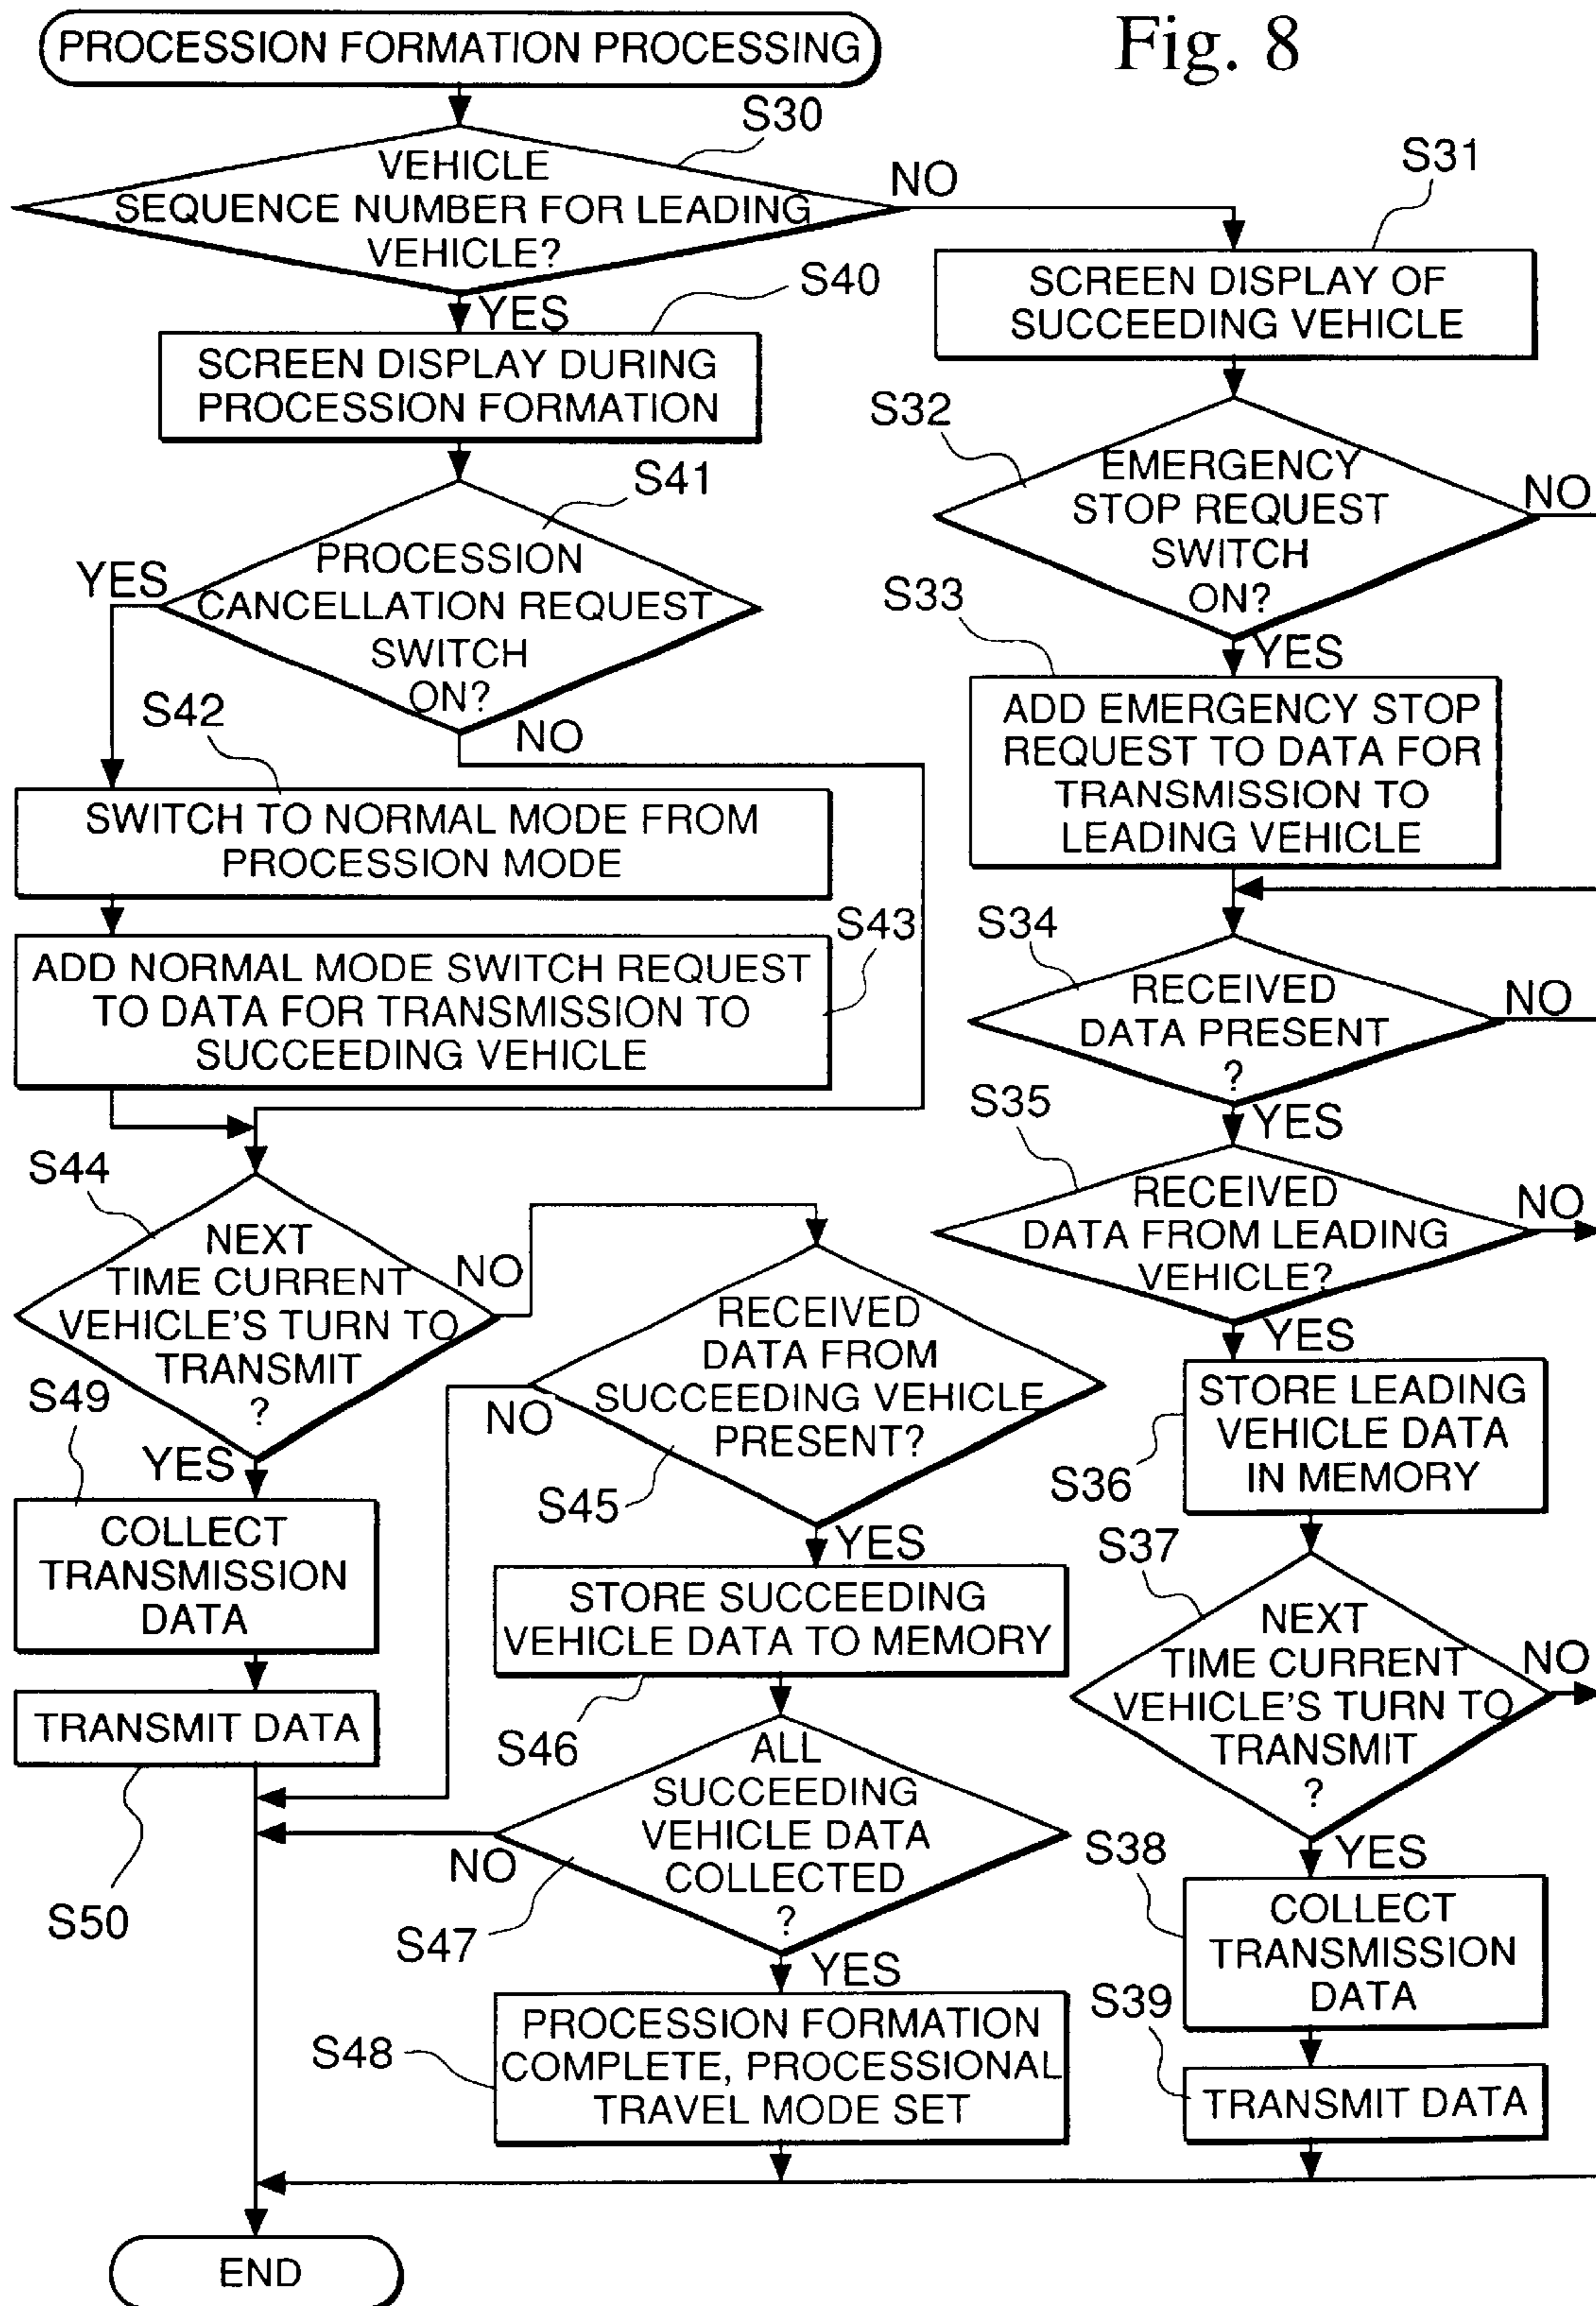 Fig. 8
PROCESSION FORMATION PROCESSING
S30
VEHICLE
SEQUENCE NUMBER FOR LEADING
VEHICLE?
NO
YES
S40
SCREEN DISPLAY DURING
PROCESSION FORMATION
S41
PROCESSION
CANCELLATION REQUEST
SWITCH
ON?
YES
NO
S42
SWITCH TO NORMAL MODE FROM
PROCESSION MODE
S43
ADD NORMAL MODE SWITCH REQUEST
TO DATA FOR TRANSMISSION TO
SUCCEEDING VEHICLE
S44
NEXT
TIME CURRENT
VEHICLE'S TURN TO
TRANSMIT
?
NO
YES
S49
COLLECT
TRANSMISSION
DATA
TRANSMIT DATA
S50
RECEIVED
DATA FROM
SUCCEEDING VEHICLE
PRESENT?
NO
S45
YES
STORE SUCCEEDING
VEHICLE DATA TO MEMORY
S46
ALL
SUCCEEDING
VEHICLE DATA
COLLECTED
?
NO
S47
YES
S48
PROCESSION FORMATION
COMPLETE, PROCESSIONAL
TRAVEL MODE SET
S31
SCREEN DISPLAY OF
SUCCEEDING VEHICLE
S32
EMERGENCY
STOP REQUEST
SWITCH
ON?
NO
YES
S33
ADD EMERGENCY STOP
REQUEST TO DATA FOR
TRANSMISSION TO
LEADING VEHICLE
S34
RECEIVED
DATA PRESENT
?
NO
YES
S35
RECEIVED
DATA FROM LEADING
VEHICLE?
NO
YES
STORE LEADING
VEHICLE DATA
IN MEMORY
S36
S37
NEXT
TIME CURRENT
VEHICLE'S TURN TO
TRANSMIT
?
NO
YES
S38
COLLECT
TRANSMISSION
DATA
S39
TRANSMIT DATA
END